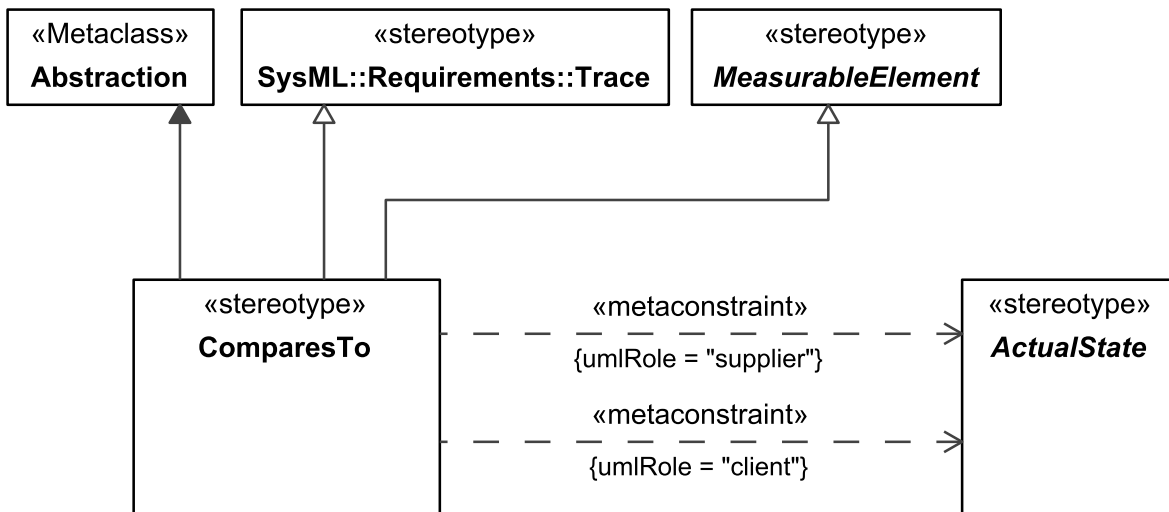 «Metaclass»
Abstraction
«stereotype»
SysML::Requirements::Trace
«stereotype»
MeasurableElement
«stereotype»
ComparesTo
«metaconstraint»
{umlRole = "supplier"}
«metaconstraint»
{umlRole = "client"}
«stereotype»
ActualState